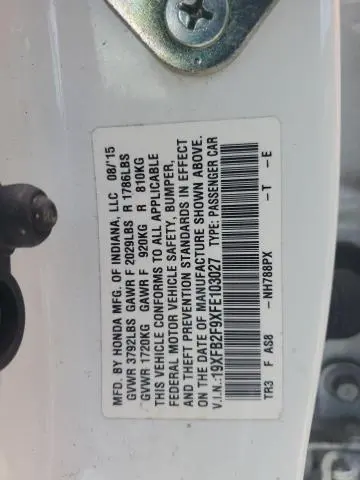 MFD. BY HONDA MFG. OF INDIANA, LLC 08/'15
GVWR 3792LBS GAWR F 2029LBS R 1786LBS
GVWR 1720KG GAWR F 920KG R 810KG
THIS VEHICLE CONFORMS TO ALL APPLICABLE
FEDERAL MOTOR VEHICLE SAFETY, BUMPER,
AND THEFT PREVENTION STANDARDS IN EFFECT
ON THE DATE OF MANUFACTURE SHOWN ABOVE.
V.I.N.: 19XFB2F9XFE103027 TYPE: PASSENGER CAR
TR3 F AS8 -NH788PX -T -E